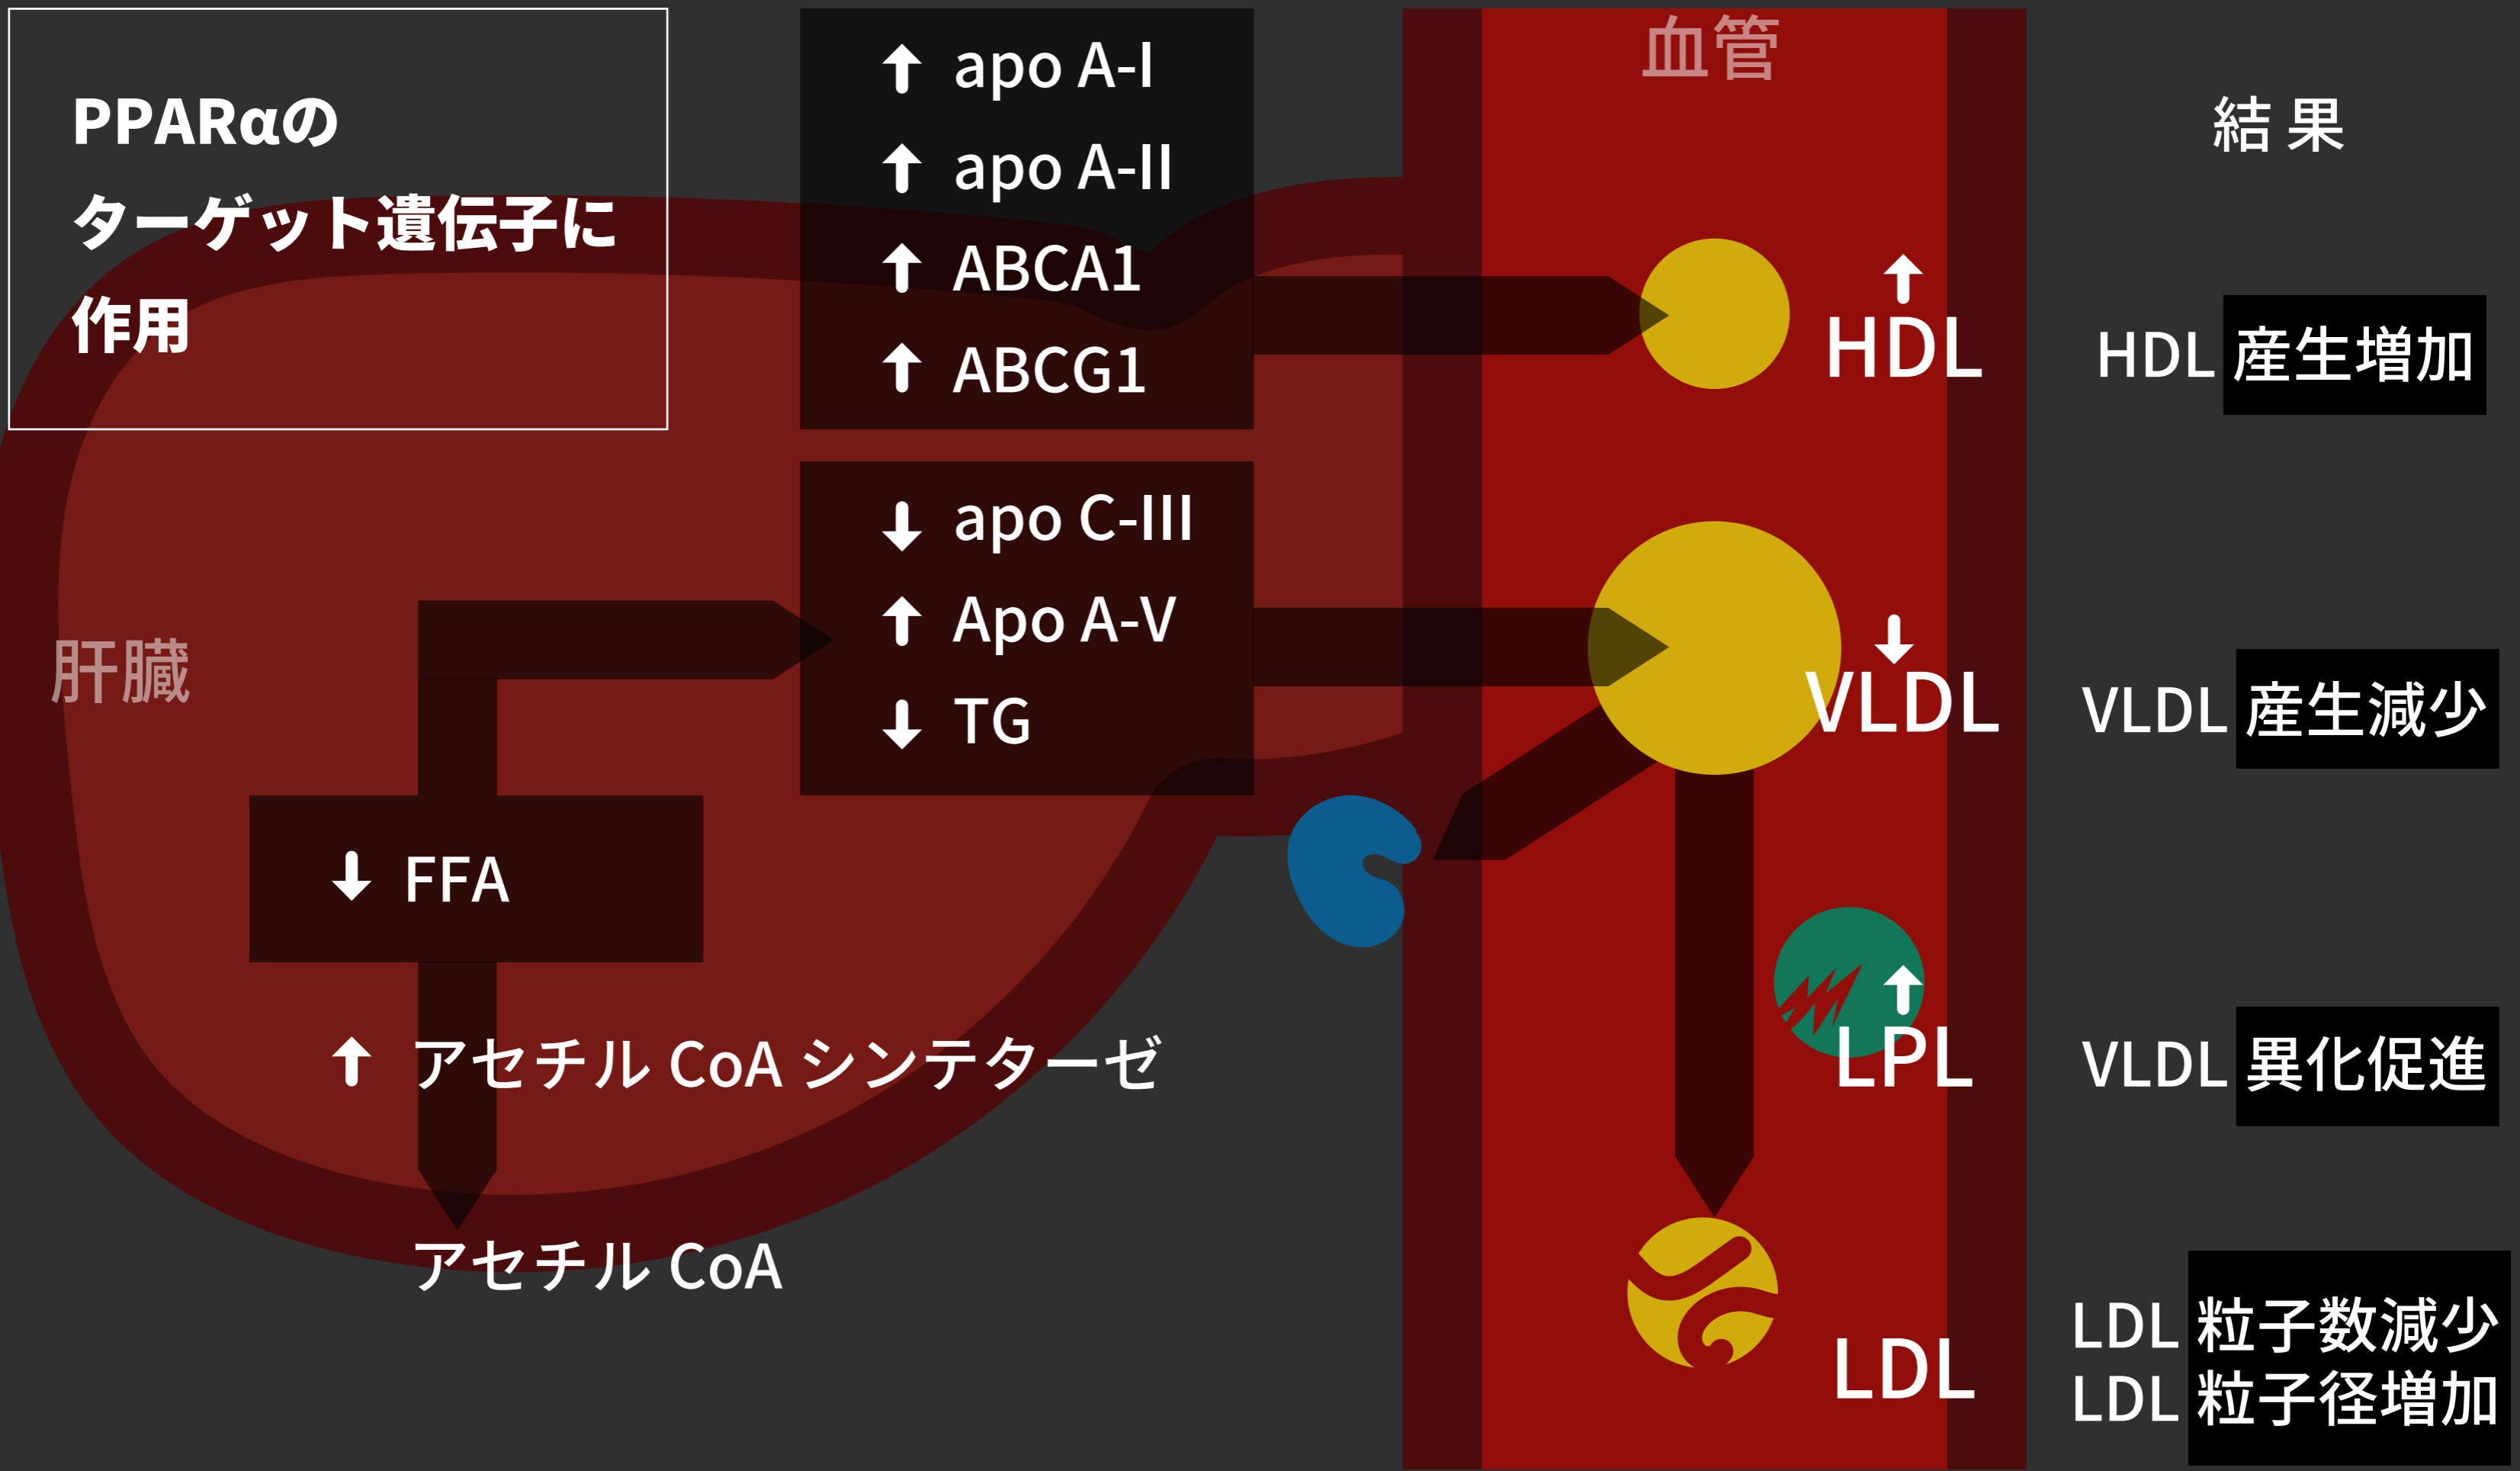 PPARαの
ターゲット遺伝子に
作用
↑ apo A-I
↑ apo A-II
↑ ABCA1
↑ ABCG1
↓ apo C-III
↑ Apo A-V
↓ TG
肝臓
↓ FFA
↑ アセチル CoA シンテターゼ
アセチル CoA
血管
↑
HDL
↓
VLDL
↑
LPL
LDL
結果
HDL 産生増加
VLDL 産生減少
VLDL 異化促進
LDL 粒子数減少
LDL 粒子径増加